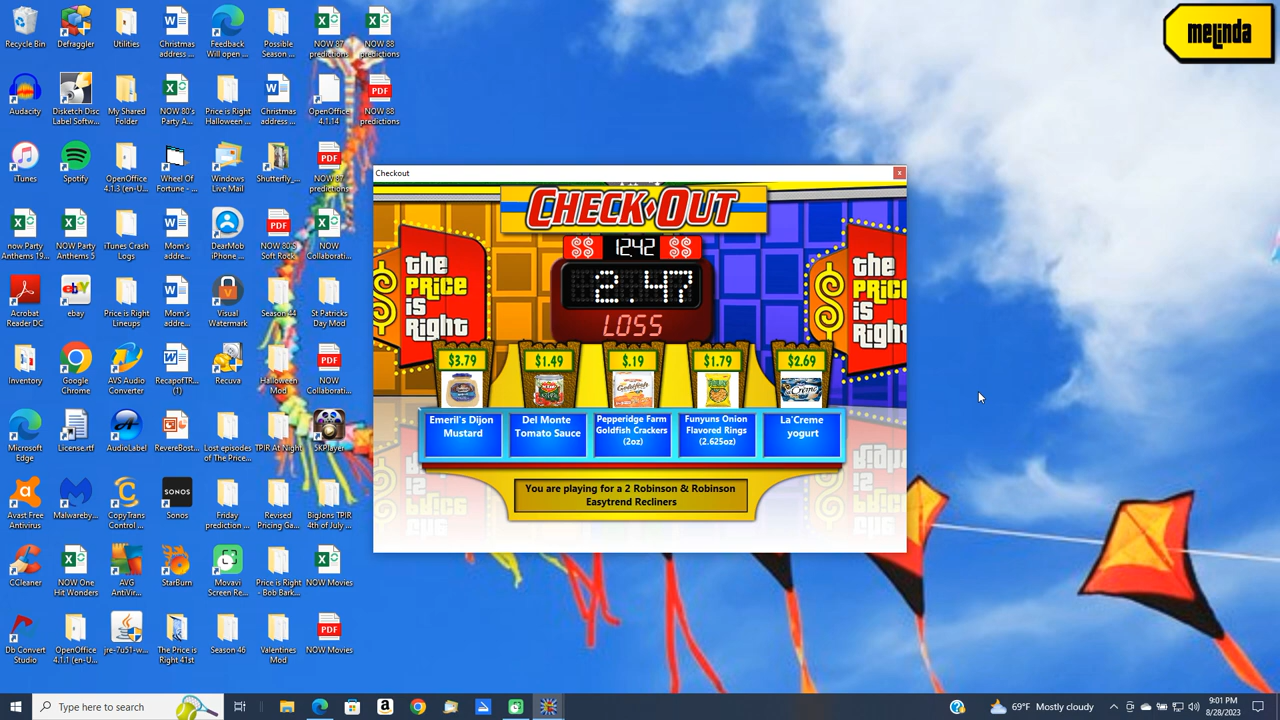 Recycle Bin
Defraggler
Utilities
Christmas
address ...
Feedback
Will open ...
Possible
Season ...
NOW 87
predictions
NOW 88
predictions
melinda
Audacity
Disketch Disc
Label Softw...
My Shared
Folder
NOW 80's
Party A...
Price is Right
Halloween ...
Christmas
address ...
OpenOffice
4.1.14
PDF
NOW 88
predictions
iTunes
Spotify
OpenOffice
4.1.3 (en-U...
Wheel Of
Fortune - ...
Windows
Live Mail
Shutterfly_...
PDF
NOW 87
predictions
now Party
Anthems 19...
NOW Party
Anthems 5
iTunes Crash
Logs
Mom's
addre...
DearMob
iPhone ...
PDF
NOW 80'S
Soft Rock
NOW
Collaborati...
Acrobat
Reader DC
ebay
Price is Right
Lineups
Mom's
addre...
Visual
Watermark
Season 44
St Patricks
Day Mod
Inventory
Google
Chrome
AVS Audio
Converter
RecapofTR...
(1)
Recuva
Halloween
Mod
PDF
NOW
Collaborati...
Microsoft
Edge
License.rtf
AudioLabel
RevereBost...
Lost episodes
of The Price...
TPIR At Night
SKPlayer
Avast Free
Antivirus
Malwareby...
CopyTrans
Control ...
SONOS
Sonos
Friday
prediction ...
Revised
Pricing Ga...
BigJons TPIR
4th of July ...
CCleaner
NOW One
Hit Wonders
AVG
AntiVir...
StarBurn
Movavi
Screen Re...
Price is Right
- Bob Bark...
NOW Movies
Db Convert
Studio
OpenOffice
4.1.1 (en-U...
jre-7u51-w...
The Price is
Right 41st
Season 46
Valentines
Mod
PDF
NOW Movies
Checkout
CHECK-OUT
$$ 12.42 $$
the
PRiCE
is
Right
2.47
LOSS
the
PRiCE
is
Right
$3.79
$1.49
$.19
$1.79
$2.69
Emeril's Dijon
Mustard
Del Monte
Tomato Sauce
Pepperidge Farm
Goldfish Crackers
(2oz)
Funyuns Onion
Flavored Rings
(2.625oz)
La'Creme
yogurt
You are playing for a 2 Robinson & Robinson
Easytrend Recliners
Type here to search
69°F Mostly cloudy
9:01 PM
8/28/2023